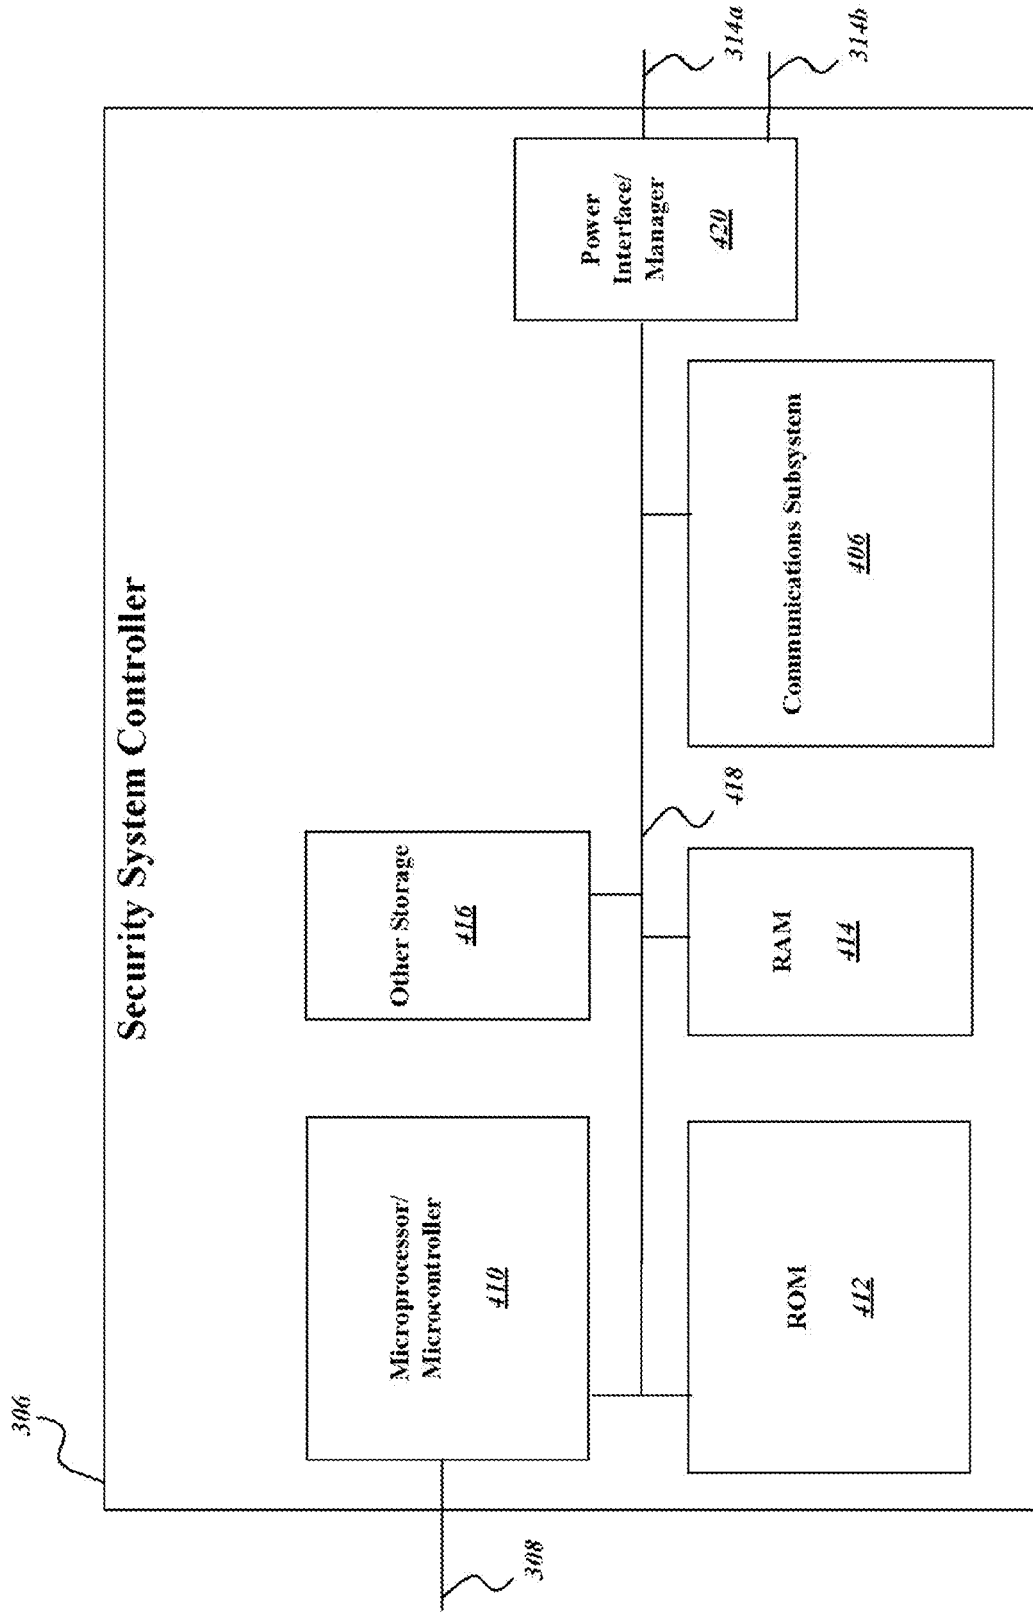 306
Security System Controller
308
Microprocessor/
Microcontroller
410
Other Storage
416
Power
Interface/
Manager
420
314a
314b
418
ROM
412
RAM
414
Communications Subsystem
406